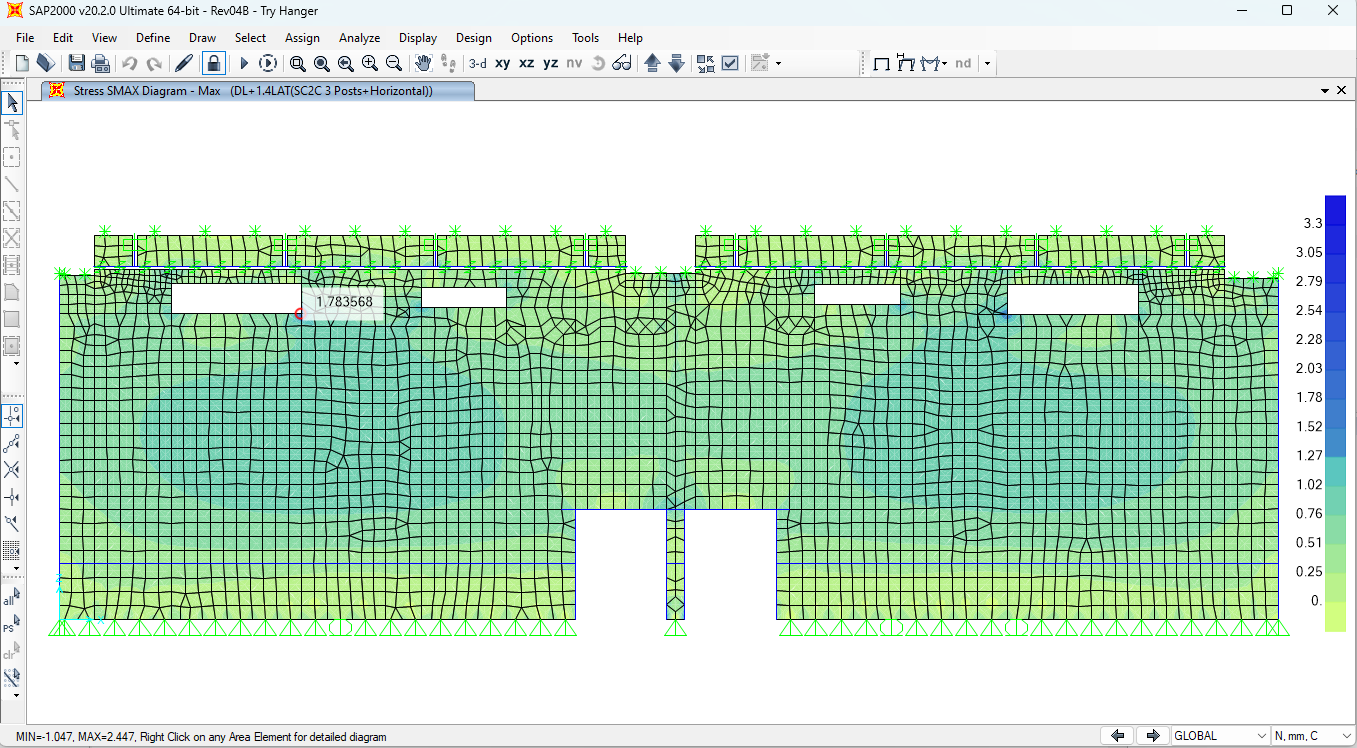 SAP2000 v20.2.0 Ultimate 64-bit - Rev04B - Try Hanger
File Edit View Define Draw Select Assign Analyze Display Design Options Tools Help
3-d xy xz yz nv nd
Stress SMAX Diagram - Max (DL+1.4LAT(SC2C 3 Posts+Horizontal))
3.3
3.05
2.79
1.783568
2.54
2.28
2.03
1.78
1.52
1.27
1.02
0.76
0.51
0.25
0.
all
PS
clr
Z
X
MIN=-1.047, MAX=2.447, Right Click on any Area Element for detailed diagram
GLOBAL
N, mm, C